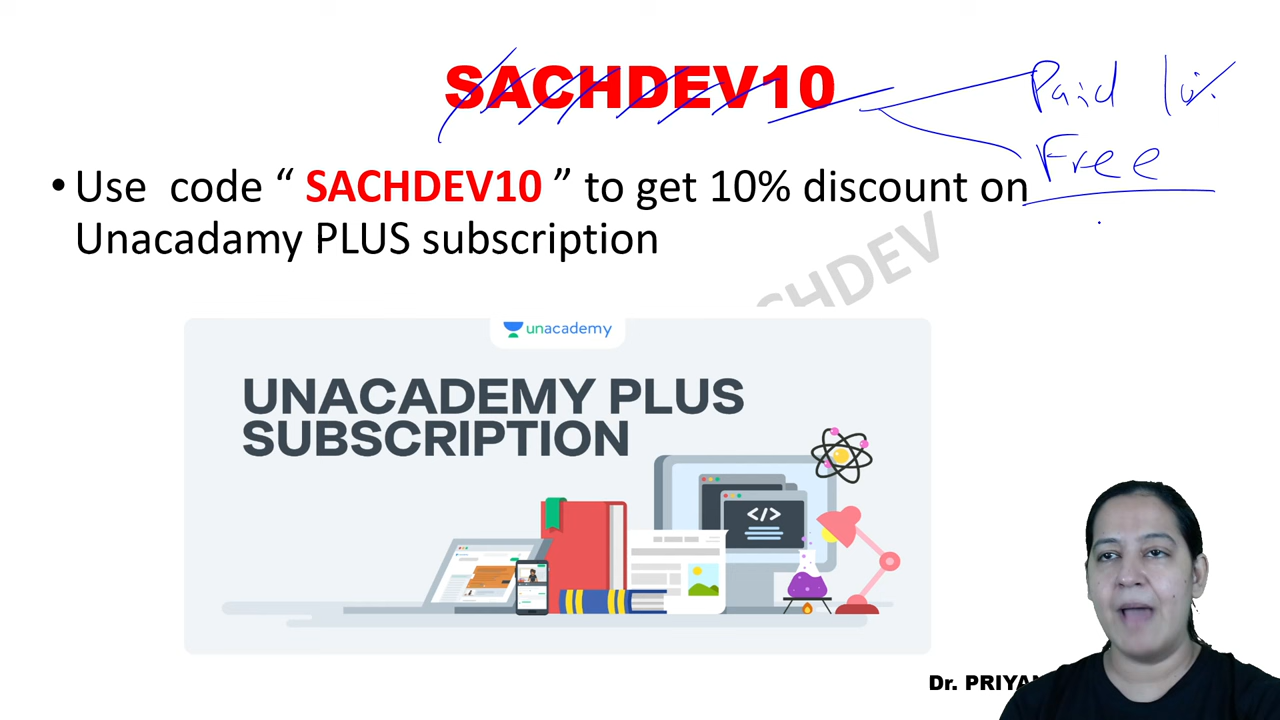 SACHDEV10
Paid 10%
Free
• Use code “ SACHDEV10 ” to get 10% discount on
Unacadamy PLUS subscription
unacademy
UNACADEMY PLUS
SUBSCRIPTION
</>
Dr.